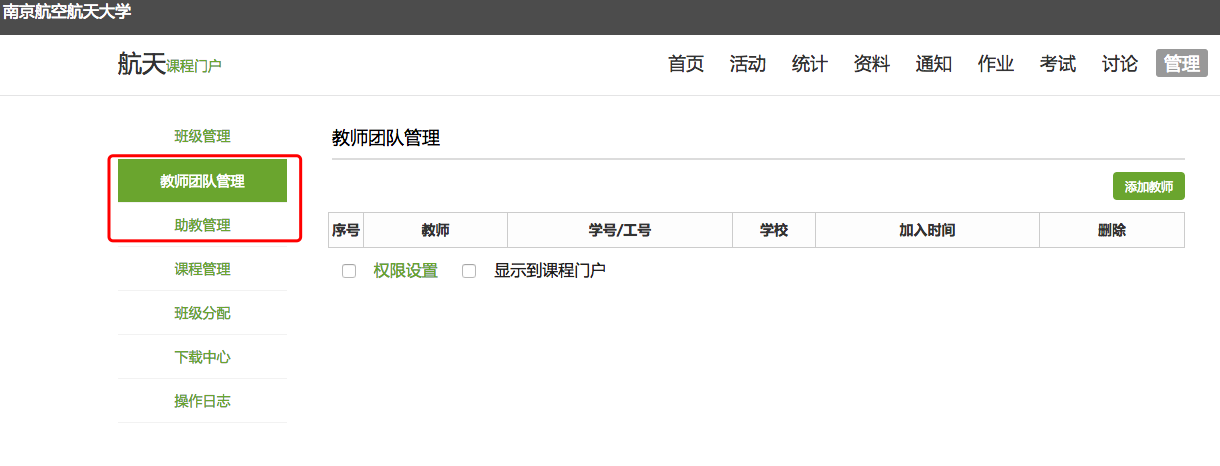 南京航空航天大学
航天课程门户 首页 活动 统计 资料 通知 作业 考试 讨论 管理
班级管理
教师团队管理
助教管理
课程管理
班级分配
下载中心
操作日志
教师团队管理
添加教师
序号 教师 学号/工号 学校 加入时间 删除
权限设置 显示到课程门户